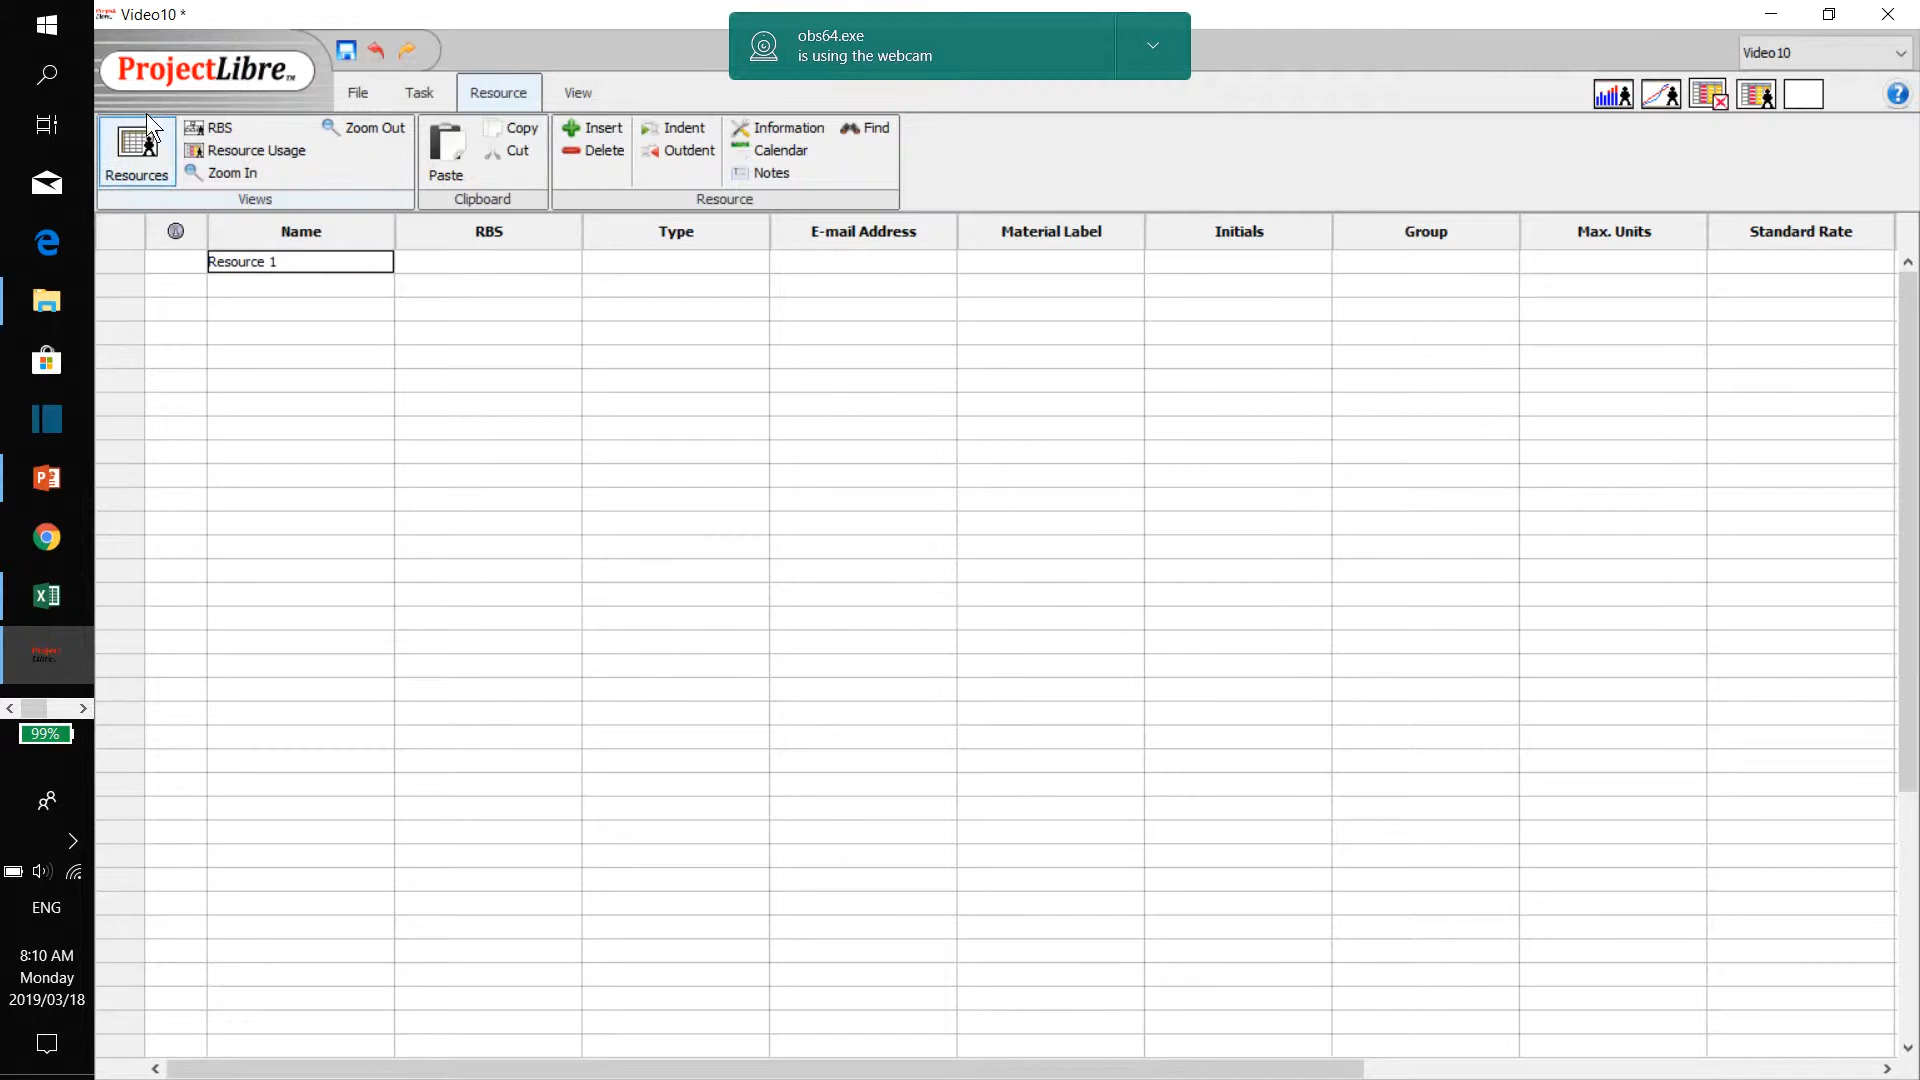 Video10 *
obs64.exe
is using the webcam
Video10
ProjectLibre™
File Task Resource View
Resources
RBS
Resource Usage
Zoom In
Zoom Out
Views
Paste
Copy
Cut
Clipboard
Insert
Delete
Indent
Outdent
Information
Calendar
Notes
Find
Resource
Name RBS Type E-mail Address Material Label Initials Group Max. Units Standard Rate
Resource 1
99%
ENG
8:10 AM
Monday
2019/03/18